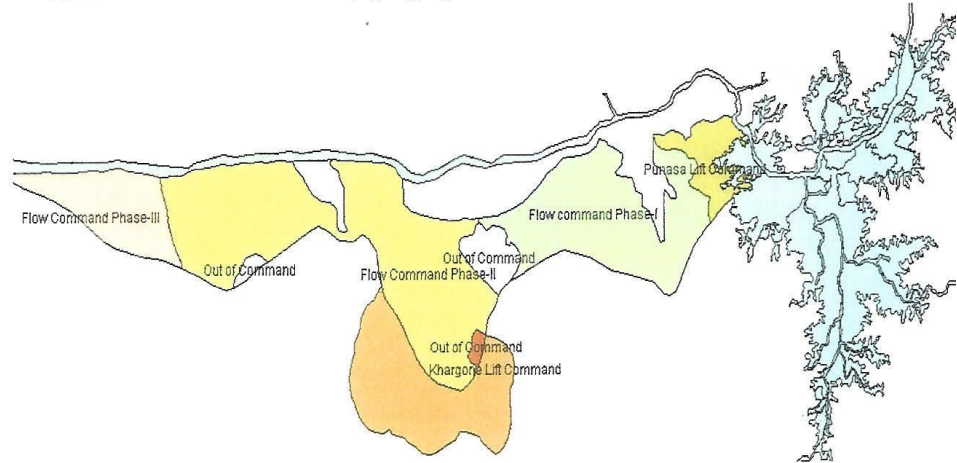 Punasa Lift Command
Flow Command Phase-III
Flow command Phase-I
Out of Command
Out of Command
Flow Command Phase-II
Out of Command
Khargone Lift Command